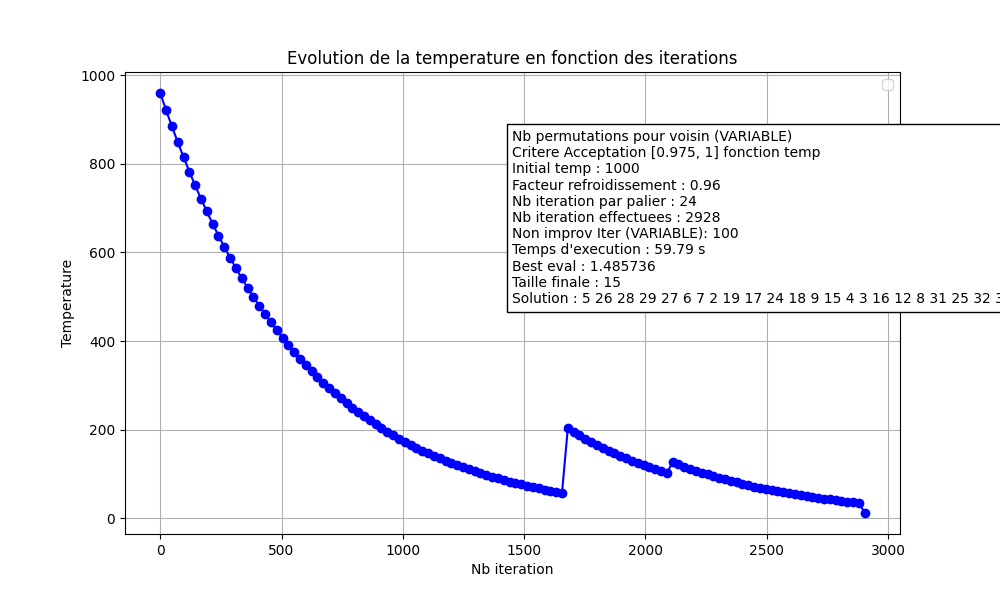 Evolution de la temperature en fonction des iterations
1000
800
600
400
200
0
Temperature
Nb permutations pour voisin (VARIABLE)
Critere Acceptation [0.975, 1] fonction temp
Initial temp : 1000
Facteur refroidissement : 0.96
Nb iteration par palier : 24
Nb iteration effectuees : 2928
Non improv Iter (VARIABLE): 100
Temps d'execution : 59.79 s
Best eval : 1.485736
Taille finale : 15
Solution : 5 26 28 29 27 6 7 2 19 17 24 18 9 15 4 3 16 12 8 31 25 32
0 500 1000 1500 2000 2500 3000
Nb iteration